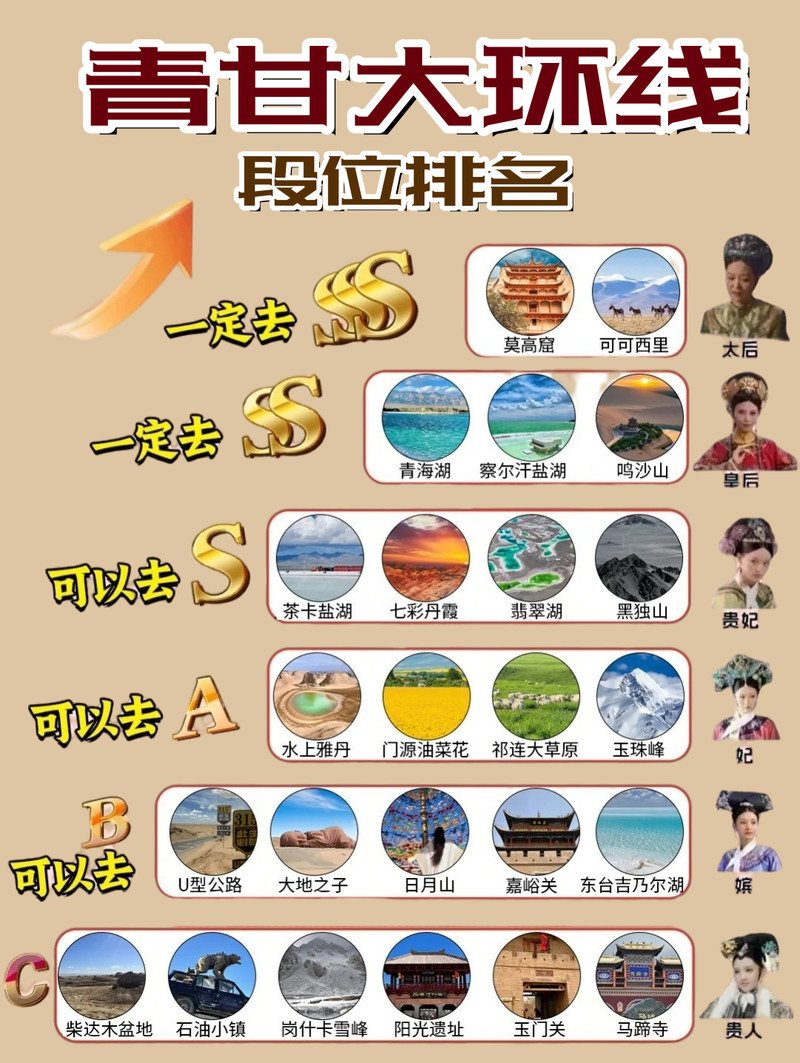 青甘大环线
段位排名
一定去 SSS
莫高窟 可可西里
太后
一定去 SS
青海湖 察尔汗盐湖 鸣沙山
皇后
可以去 S
茶卡盐湖 七彩丹霞 翡翠湖 黑独山
贵妃
可以去 A
水上雅丹 门源油菜花 祁连大草原 玉珠峰
妃
B
可以去
315
U型公路 大地之子 日月山 嘉峪关 东台吉乃尔湖
嫔
C
柴达木盆地 石油小镇 岗什卡雪峰 阳光遗址 玉门关 马蹄寺
贵人